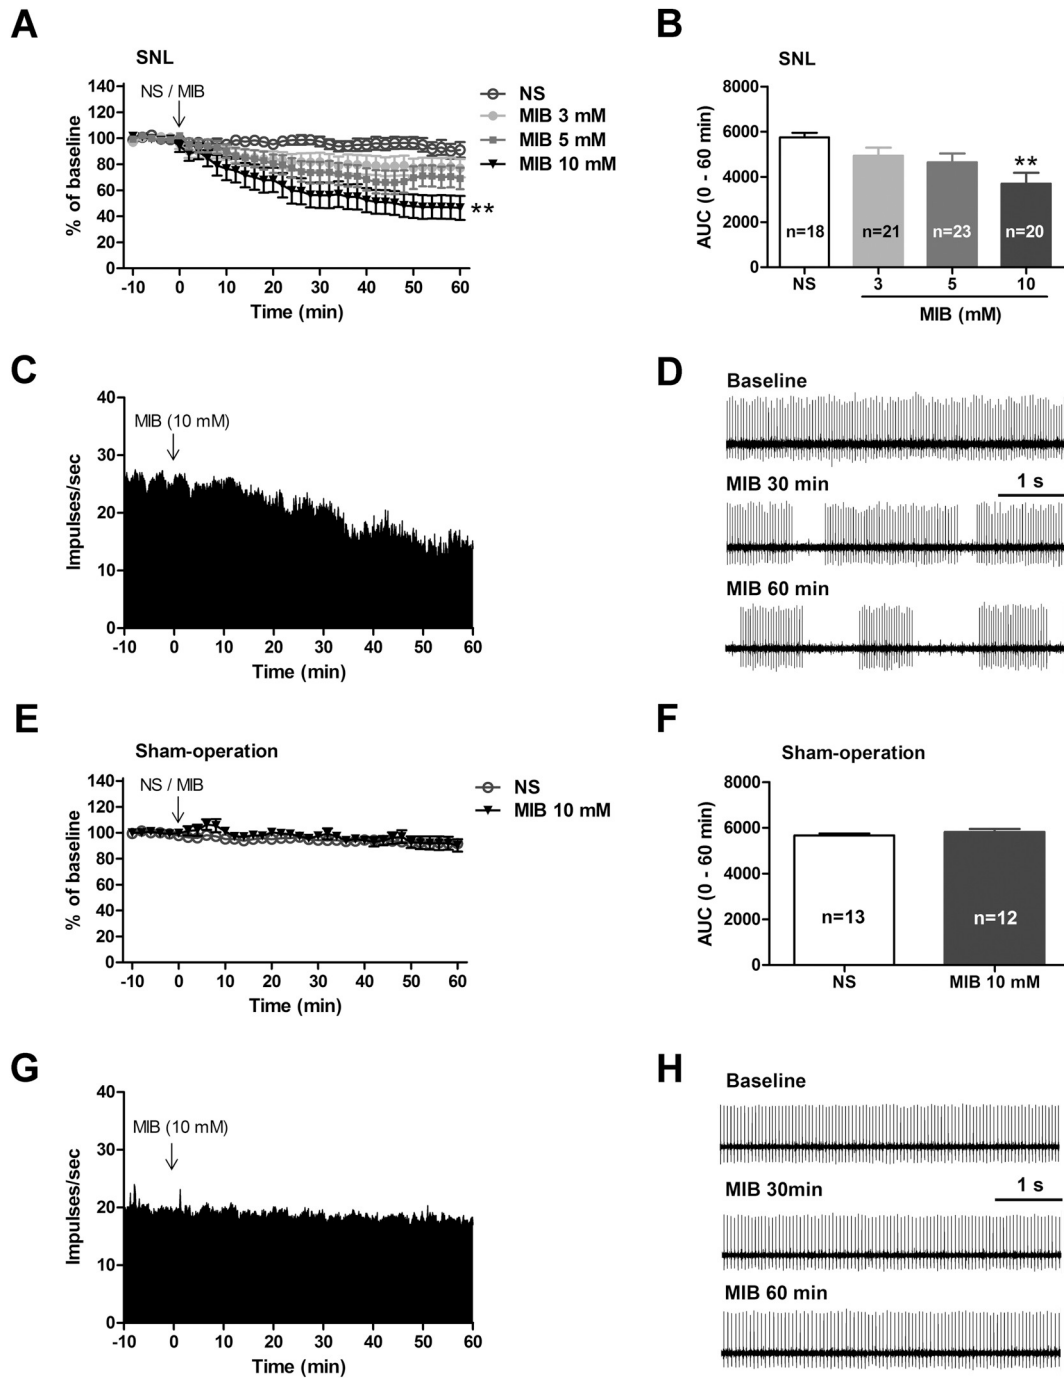 A
SNL
NS / MIB
% of baseline
140
120
100
80
60
40
20
0
-10 0 10 20 30 40 50 60
Time (min)
NS
MIB 3 mM
MIB 5 mM
MIB 10 mM
**
B
SNL
AUC (0 - 60 min)
8000
6000
4000
2000
0
**
n=18 n=21 n=23 n=20
NS 3 5 10
MIB (mM)
C
MIB (10 mM)
Impulses/sec
40
30
20
10
0
-10 0 10 20 30 40 50 60
Time (min)
D
Baseline
MIB 30 min
1 s
MIB 60 min
E
Sham-operation
NS / MIB
% of baseline
140
120
100
80
60
40
20
0
-10 0 10 20 30 40 50 60
Time (min)
NS
MIB 10 mM
F
Sham-operation
AUC (0 - 60 min)
8000
6000
4000
2000
0
n=13 n=12
NS MIB 10 mM
G
MIB (10 mM)
Impulses/sec
40
30
20
10
0
-10 0 10 20 30 40 50 60
Time (min)
H
Baseline
MIB 30min
1 s
MIB 60 min